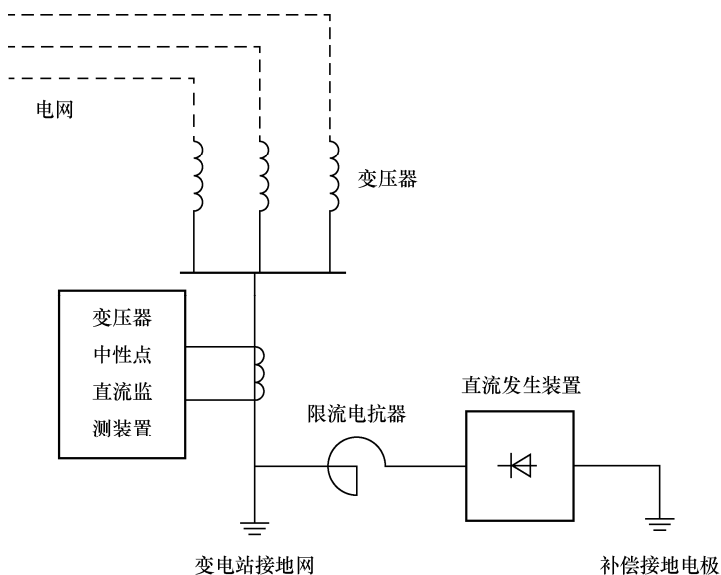 电网
变压器
变压器
中性点
直流监
测装置
限流电抗器
直流发生装置
变电站接地网
补偿接地电极